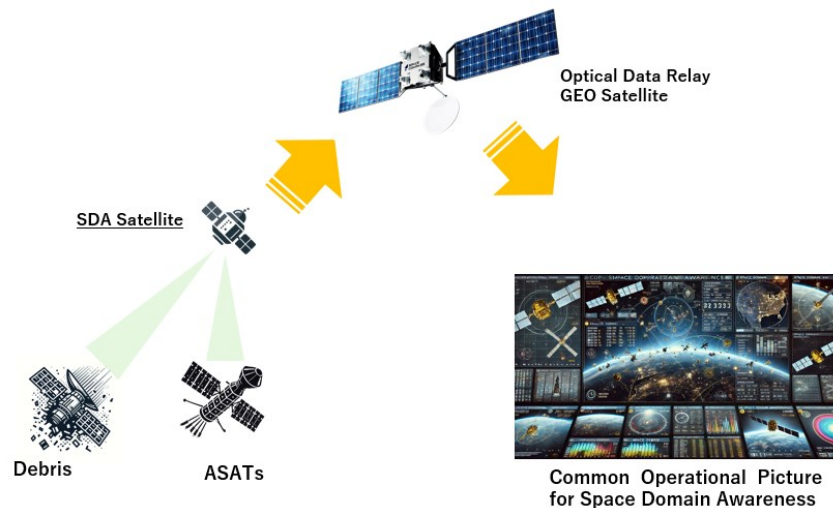 Optical Data Relay
GEO Satellite
SDA Satellite
Debris
ASATs
Common Operational Picture
for Space Domain Awareness